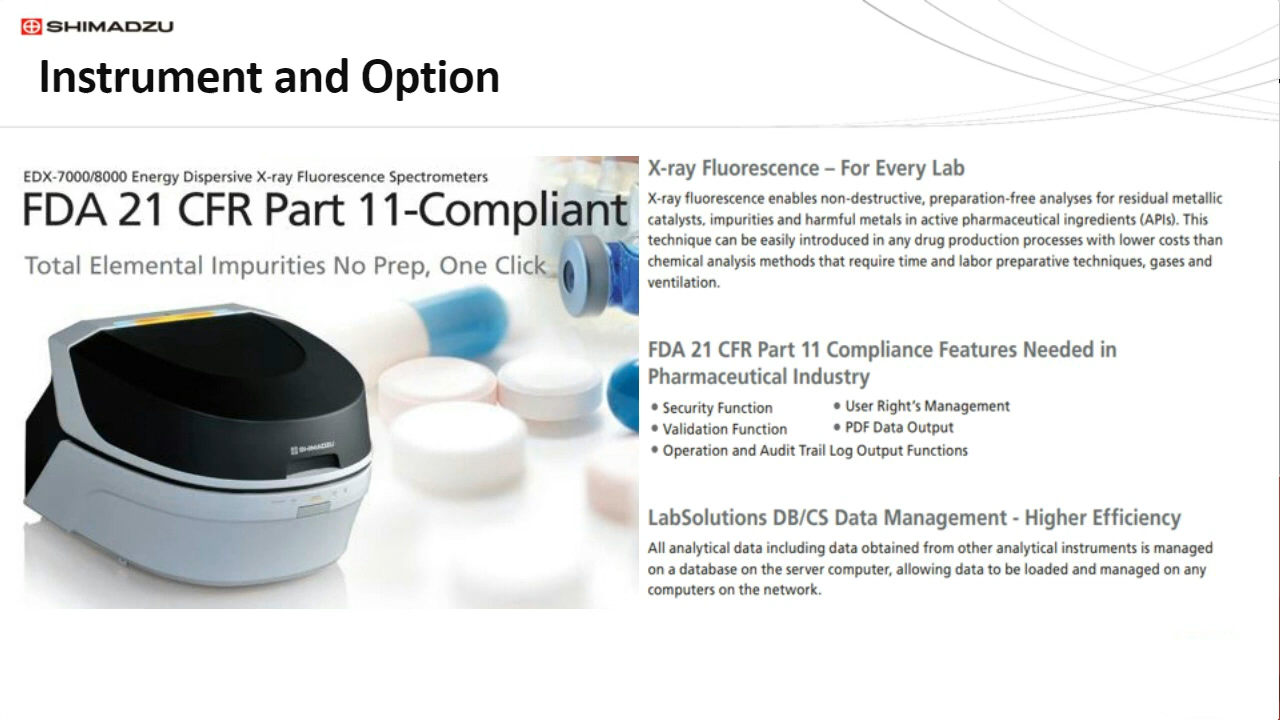 SHIMADZU
Instrument and Option
EDX-7000/8000 Energy Dispersive X-ray Fluorescence Spectrometers
FDA 21 CFR Part 11-Compliant
Total Elemental Impurities No Prep, One Click
SHIMADZU
X-ray Fluorescence – For Every Lab
X-ray fluorescence enables non-destructive, preparation-free analyses for residual metallic
catalysts, impurities and harmful metals in active pharmaceutical ingredients (APIs). This
technique can be easily introduced in any drug production processes with lower costs than
chemical analysis methods that require time and labor preparative techniques, gases and
ventilation.
FDA 21 CFR Part 11 Compliance Features Needed in
Pharmaceutical Industry
• Security Function • User Right's Management
• Validation Function • PDF Data Output
• Operation and Audit Trail Log Output Functions
LabSolutions DB/CS Data Management - Higher Efficiency
All analytical data including data obtained from other analytical instruments is managed
on a database on the server computer, allowing data to be loaded and managed on any
computers on the network.